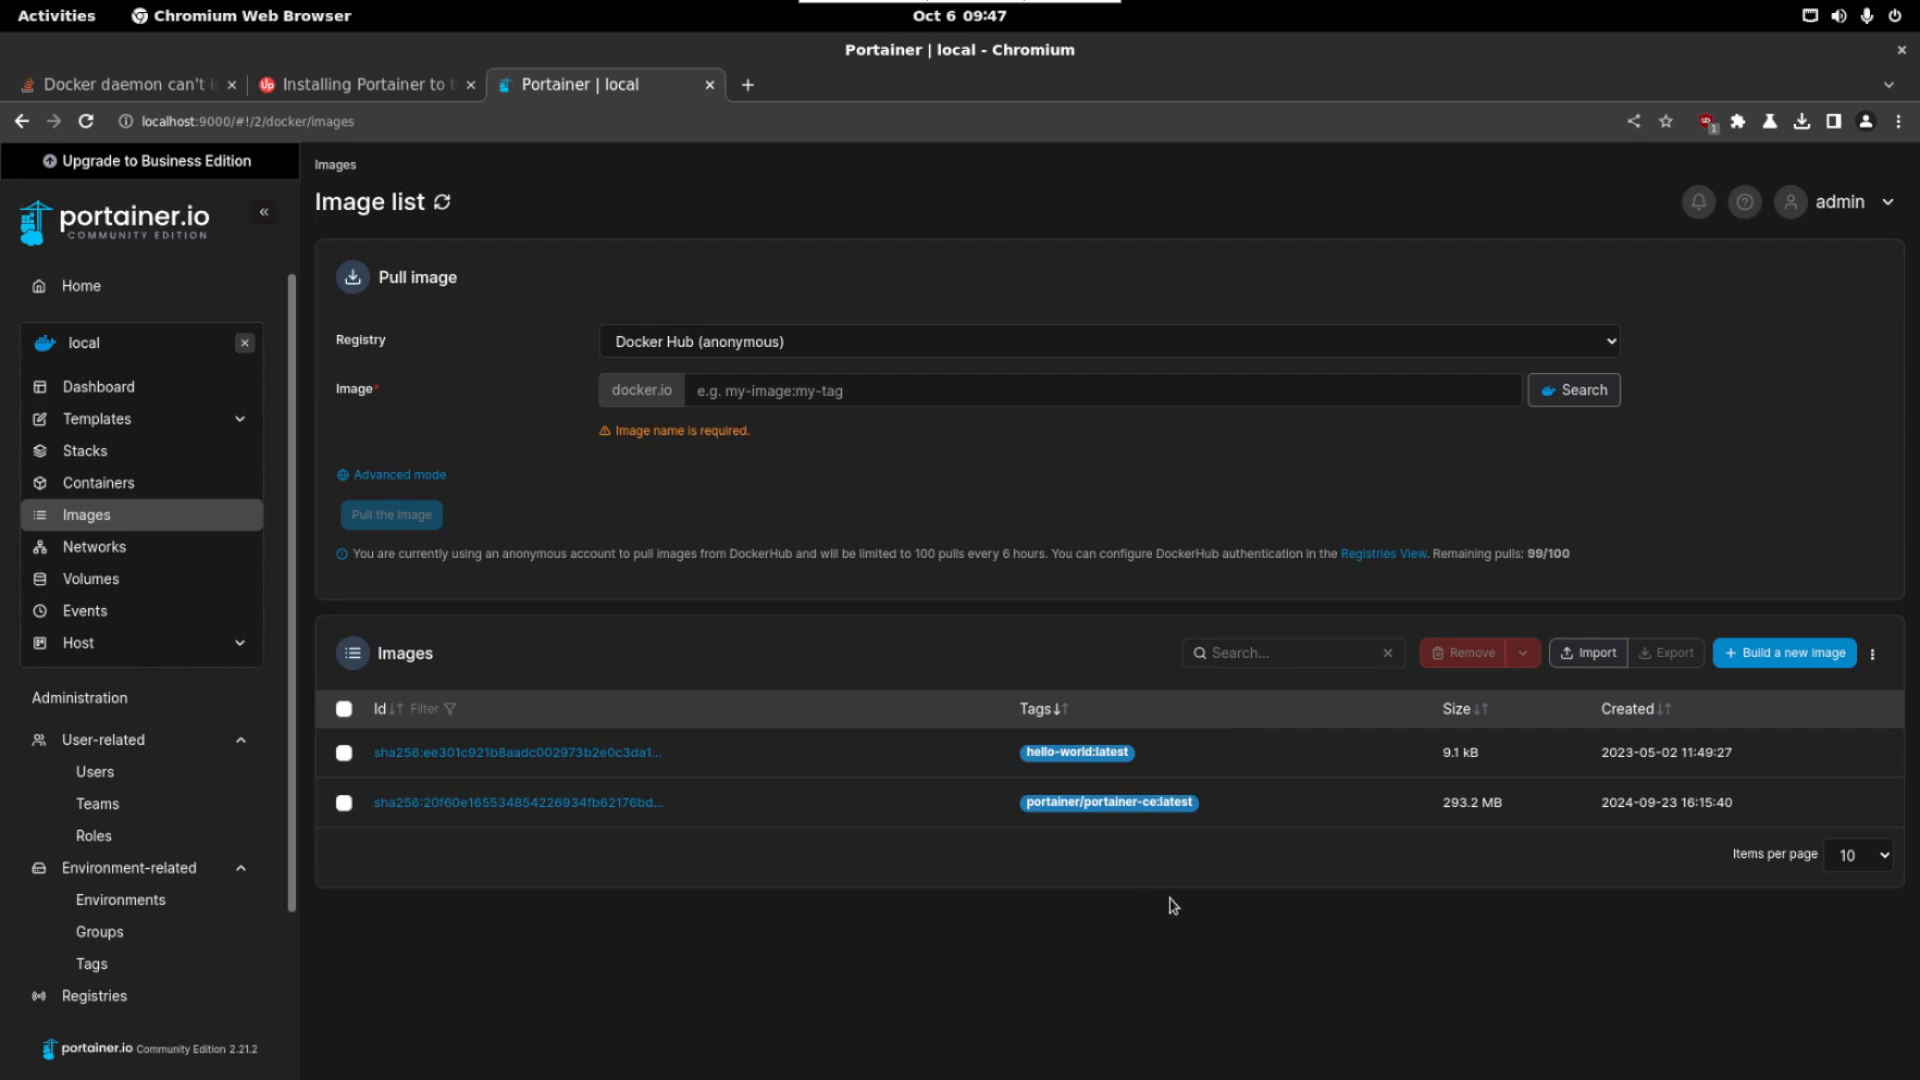 Activities
Chromium Web Browser
Oct 6 09:47
Portainer | local - Chromium
Docker daemon can't i
Installing Portainer to t
Portainer | local
localhost:9000/#!/2/docker/images
1
Upgrade to Business Edition
Images
portainer.io
COMMUNITY EDITION
Image list
admin
Home
Pull image
local
Registry
Docker Hub (anonymous)
Dashboard
Image*
docker.io
e.g. my-image:my-tag
Search
Templates
Image name is required.
Stacks
Advanced mode
Containers
Images
Pull the image
Networks
You are currently using an anonymous account to pull images from DockerHub and will be limited to 100 pulls every 6 hours. You can configure DockerHub authentication in the Registries View. Remaining pulls: 99/100
Volumes
Events
Host
Images
Search...
Remove
Import
Export
+ Build a new image
Administration
Id Filter Tags Size Created
User-related
sha256:ee301c921b8aadc002973b2e0c3da1... hello-world:latest 9.1 kB 2023-05-02 11:49:27
Users
Teams
sha256:20f60e165534854226934fb62176bd... portainer/portainer-ce:latest 293.2 MB 2024-09-23 16:15:40
Roles
Items per page 10
Environment-related
Environments
Groups
Tags
Registries
portainer.io Community Edition 2.21.2